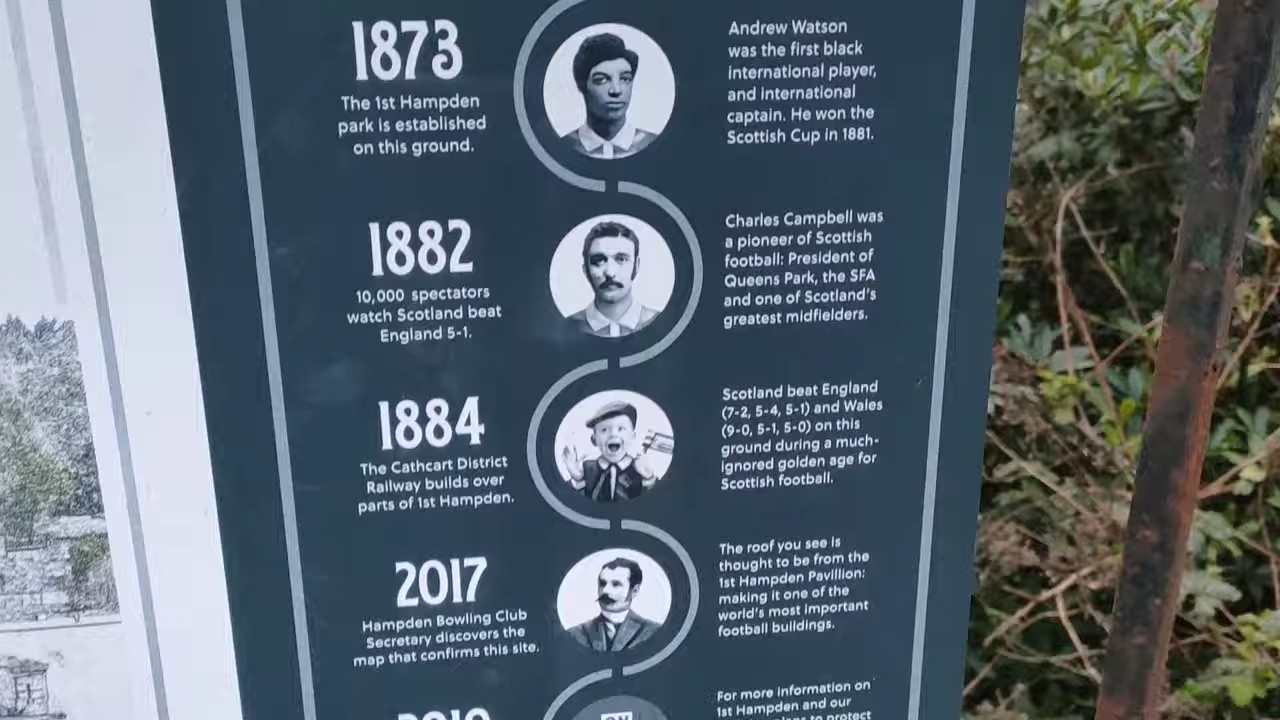 1873
The 1st Hampden
park is established
on this ground.
Andrew Watson
was the first black
international player,
and international
captain. He won the
Scottish Cup in 1881.
1882
10,000 spectators
watch Scotland beat
England 5-1.
Charles Campbell was
a pioneer of Scottish
football: President of
Queens Park, the SFA
and one of Scotland's
greatest midfielders.
1884
The Cathcart District
Railway builds over
parts of 1st Hampden.
Scotland beat England
(7-2, 5-4, 5-1) and Wales
(9-0, 5-1, 5-0) on this
ground during a much-
ignored golden age for
Scottish football.
2017
Hampden Bowling Club
Secretary discovers the
map that confirms this site.
The roof you see is
thought to be from the
1st Hampden Pavillion:
making it one of the
world's most important
football buildings.
For more information on
1st Hampden and our
to protect